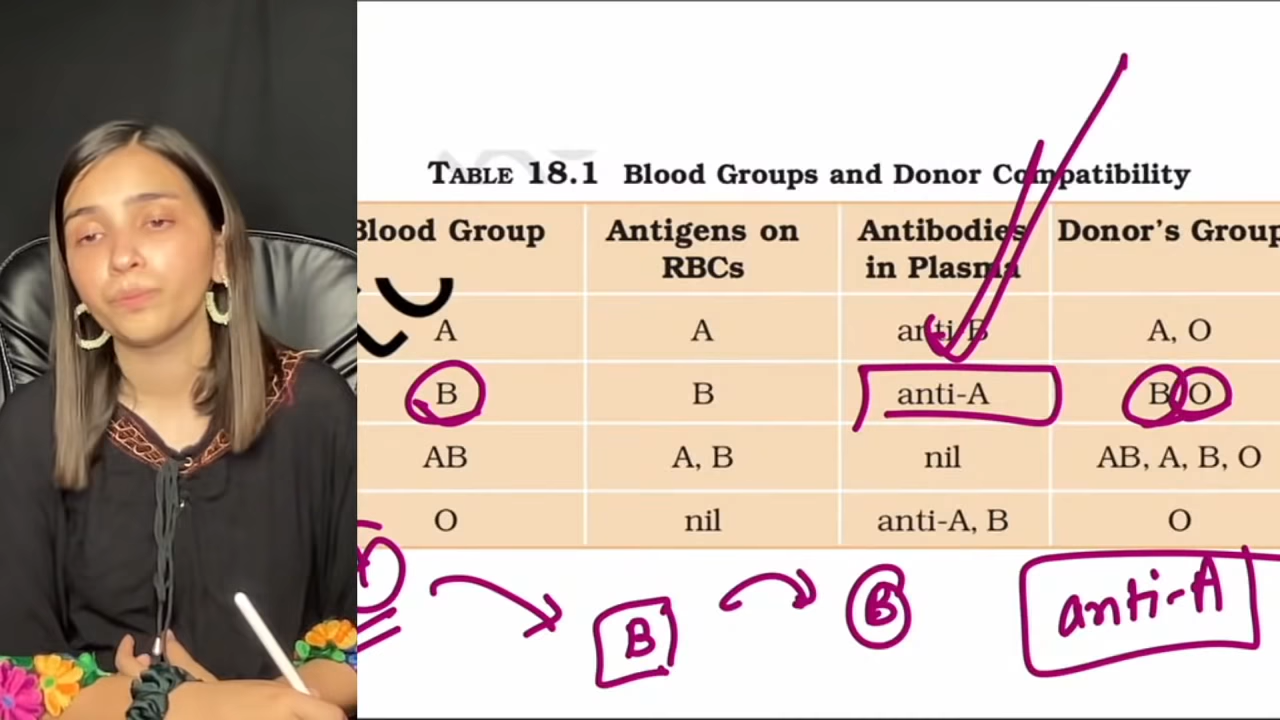 TABLE 18.1 Blood Groups and Donor Compatibility
Blood Group Antigens on RBCs Antibodies in Plasma Donor's Group
A A anti-B A, O
B B anti-A B O
AB A, B nil AB, A, B, O
O nil anti-A, B O
B B anti-A